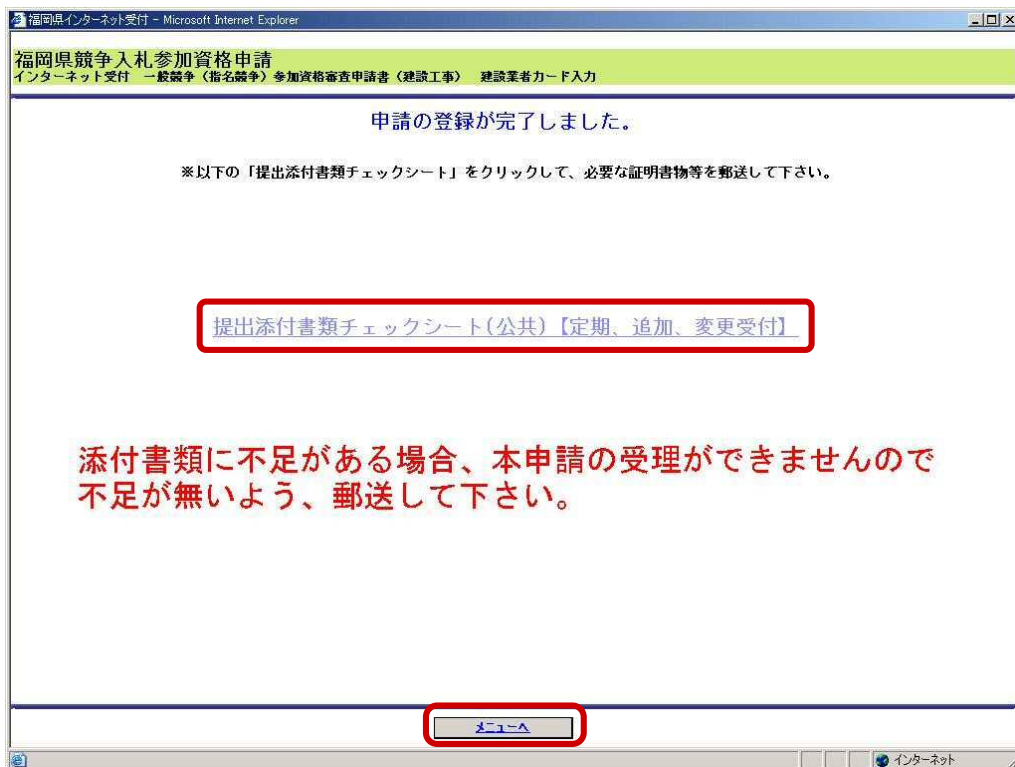 福岡県インターネット受付 - Microsoft Internet Explorer
福岡県競争入札参加資格申請
インターネット受付　一般競争（指名競争）参加資格審査申請書（建設工事）　建設業者カード入力
申請の登録が完了しました。
※以下の「提出添付書類チェックシート」をクリックして、必要な証明書物等を郵送して下さい。
提出添付書類チェックシート(公共)【定期、追加、変更受付】
添付書類に不足がある場合、本申請の受理ができませんので
不足が無いよう、郵送して下さい。
メニューへ
インターネット